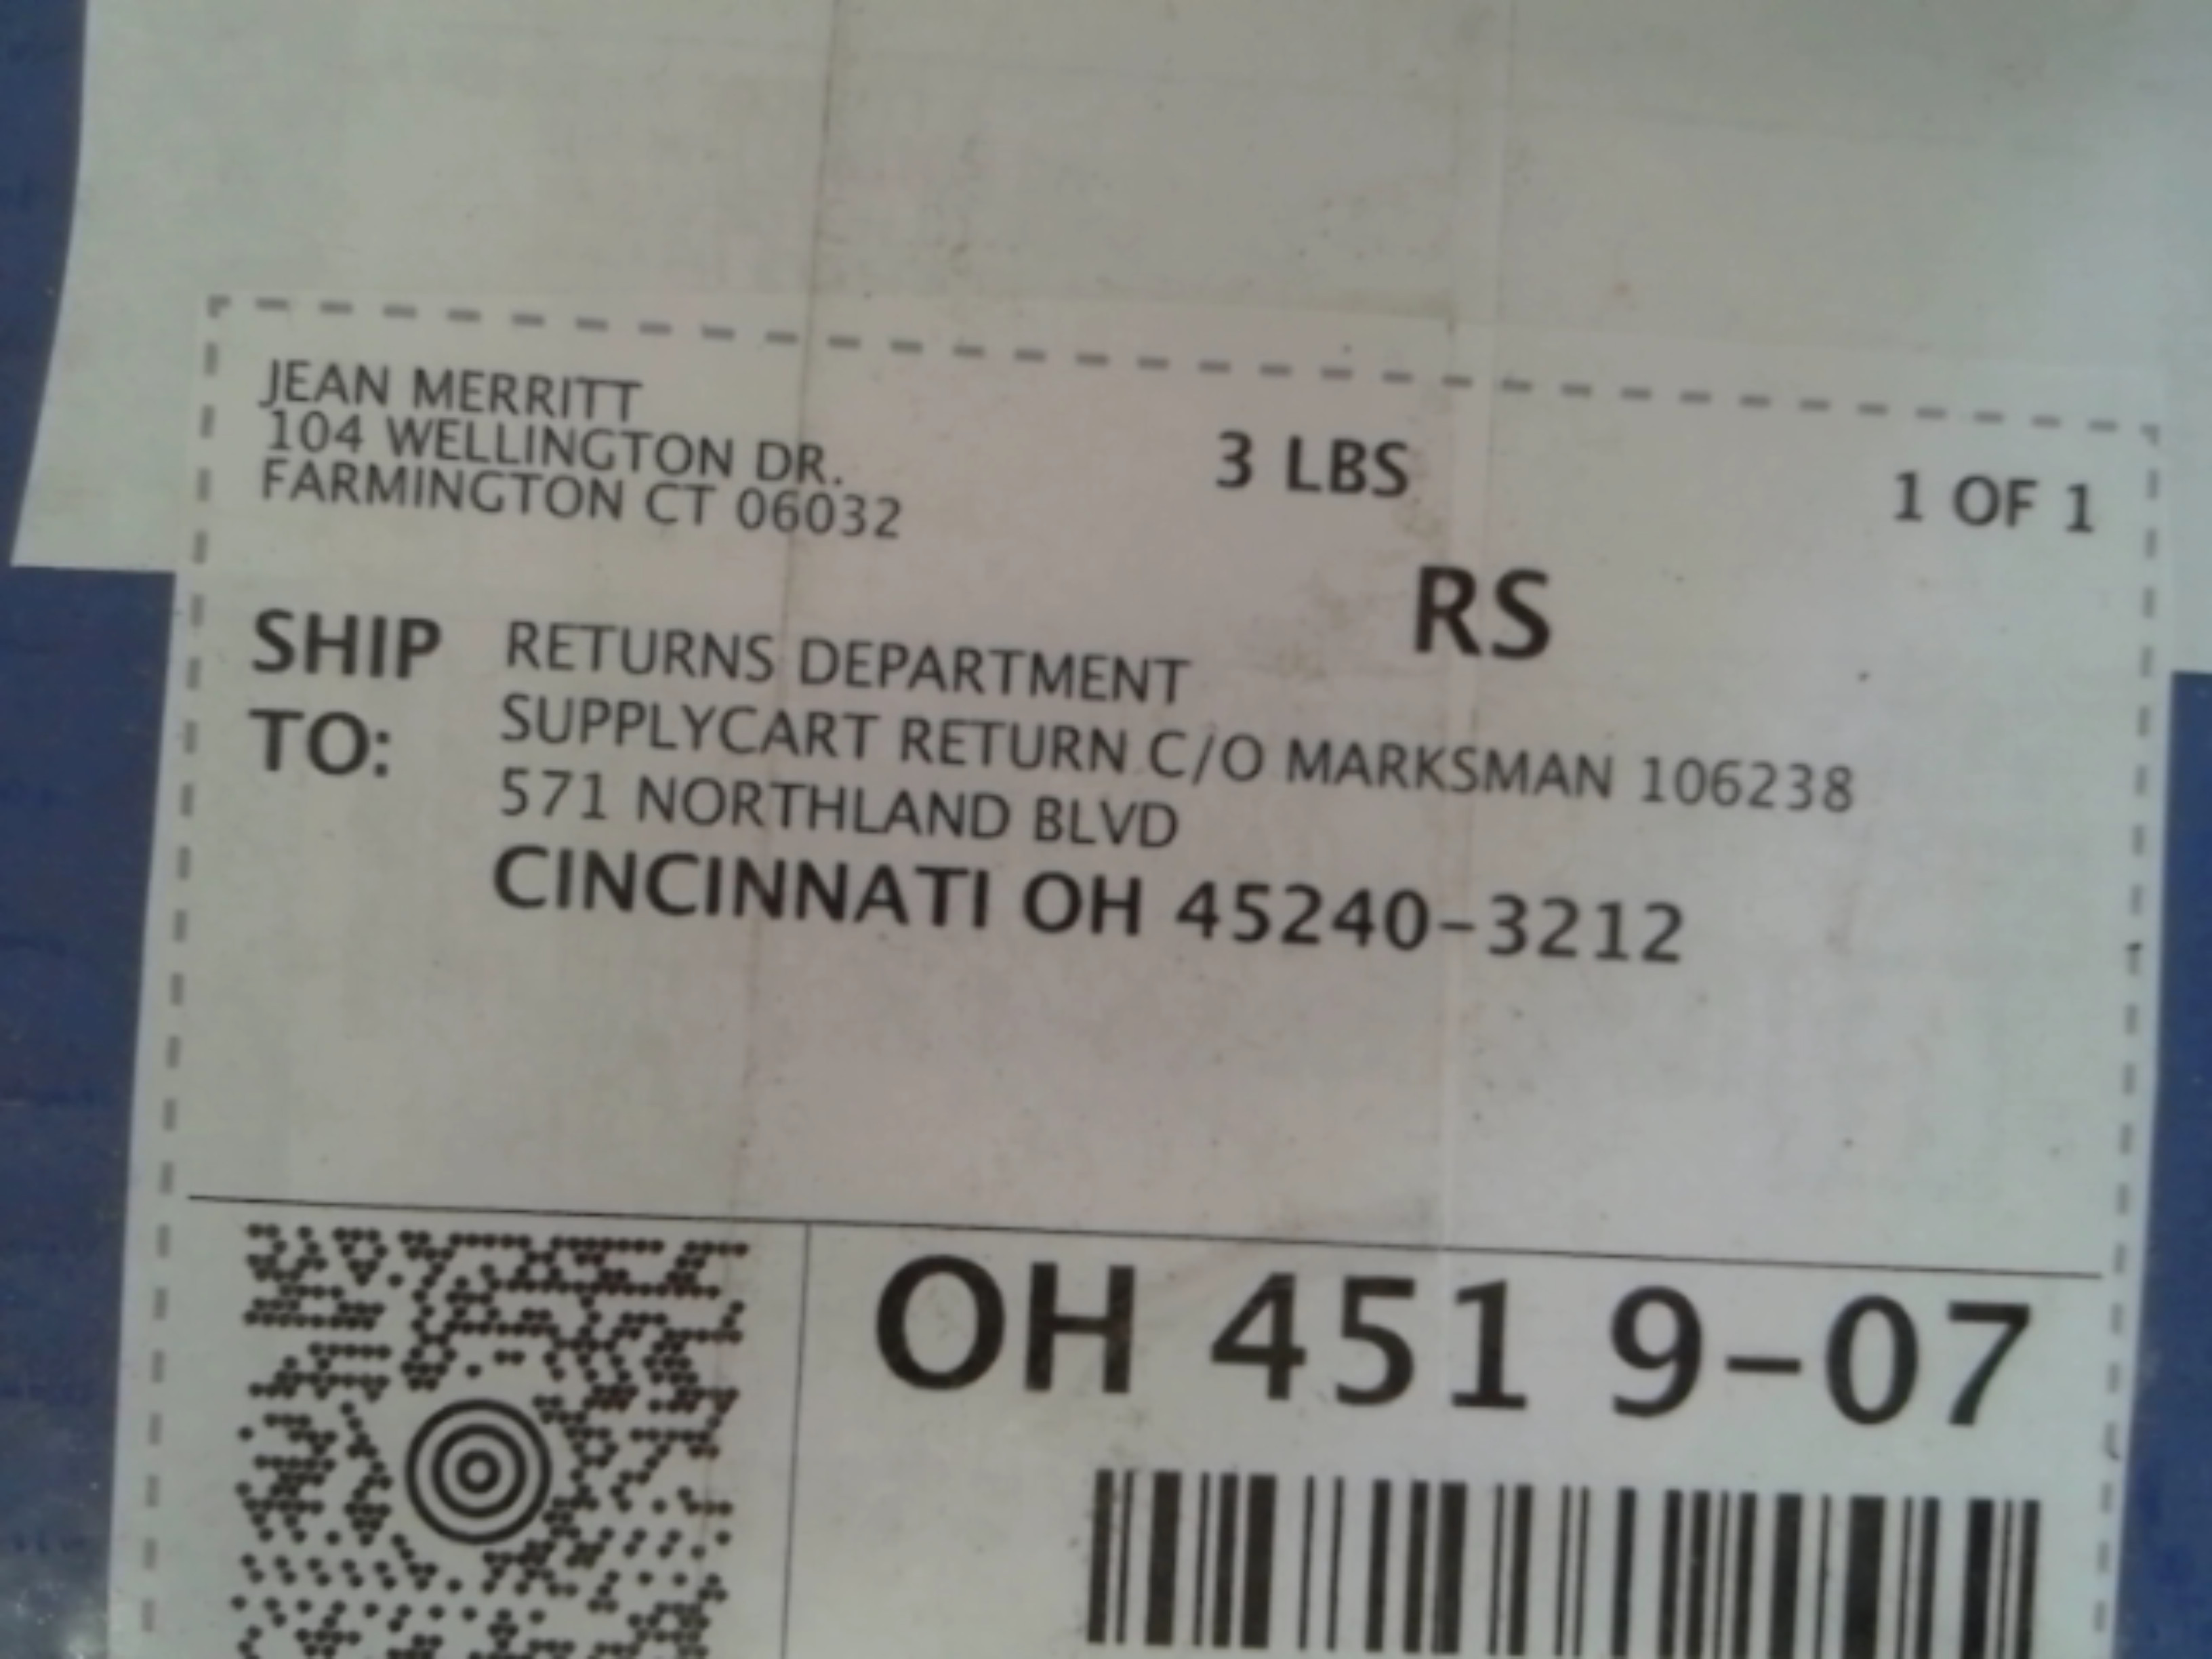 JEAN MERRITT
104 WELLINGTON DR.
FARMINGTON CT 06032
3 LBS
1 OF 1
RS
SHIP TO:
RETURNS DEPARTMENT
SUPPLYCART RETURN C/O MARKSMAN 106238
571 NORTHLAND BLVD
CINCINNATI OH 45240-3212
OH 451 9-07